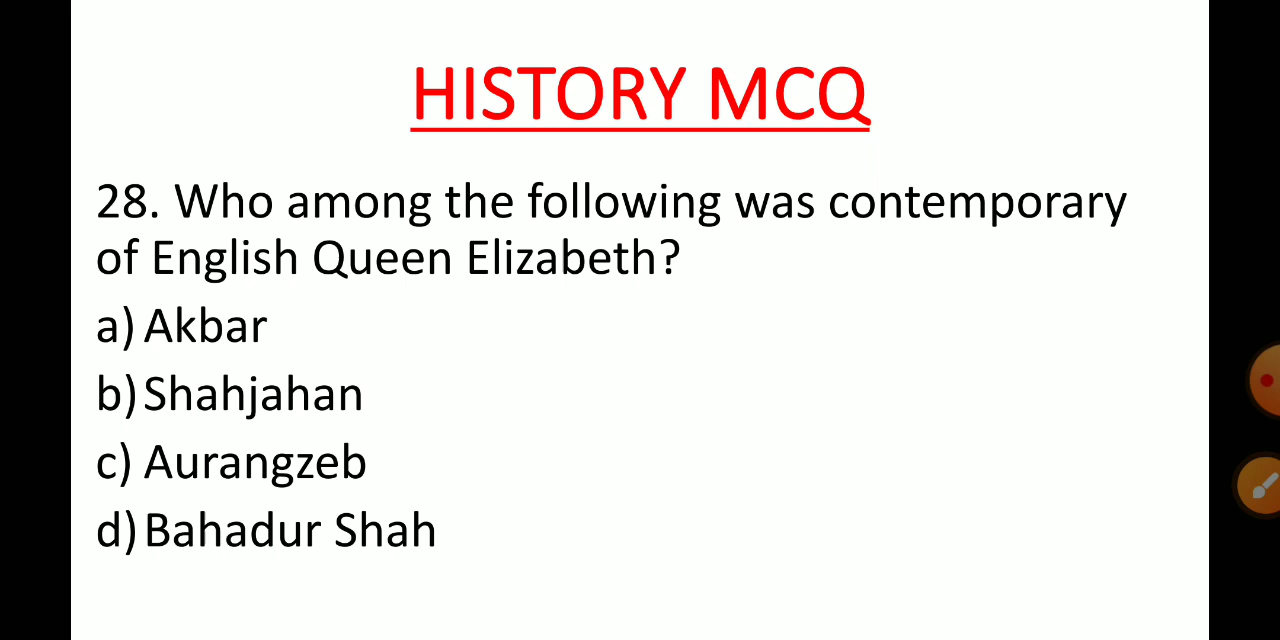 HISTORY MCQ
28. Who among the following was contemporary
of English Queen Elizabeth?
a) Akbar
b) Shahjahan
c) Aurangzeb
d) Bahadur Shah